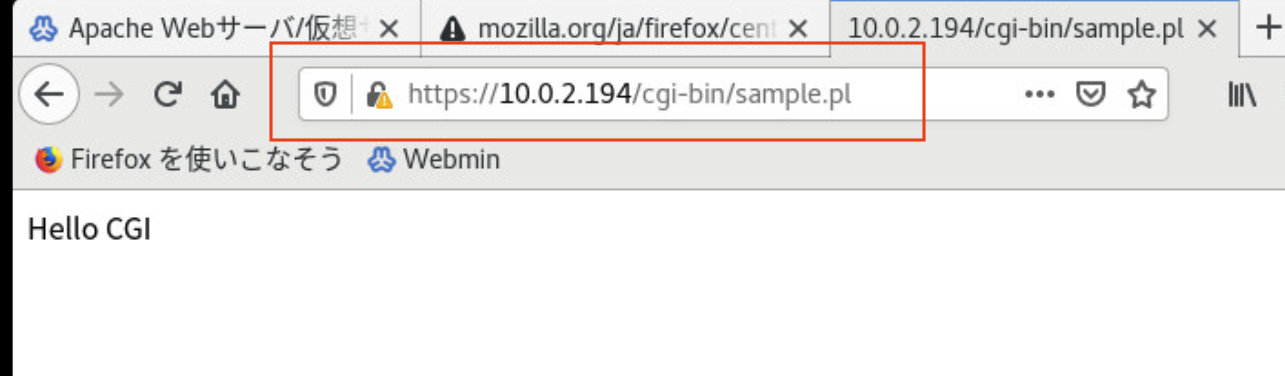 Apache Webサーバ/仮想
mozilla.org/ja/firefox/cent
10.0.2.194/cgi-bin/sample.pl
https://10.0.2.194/cgi-bin/sample.pl
Firefox を使いこなそう
Webmin
Hello CGI